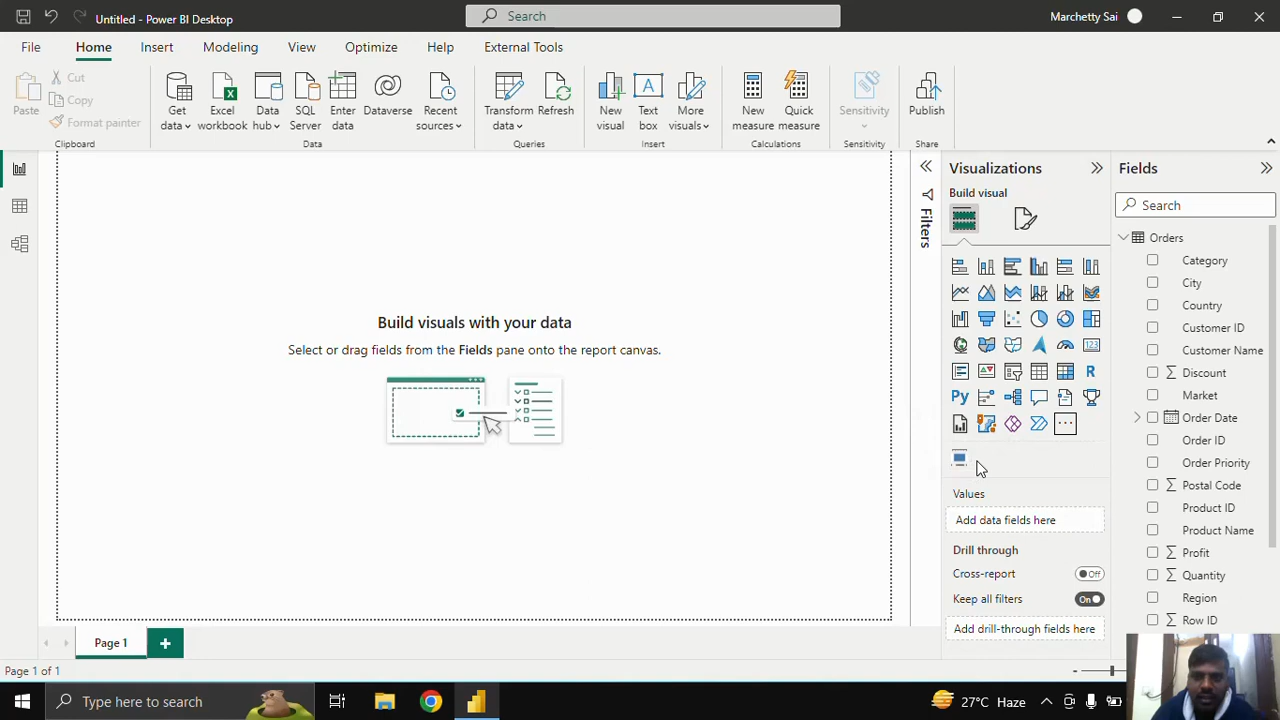 Untitled - Power BI Desktop
Search
Marchetty Sai
File
Home
Insert
Modeling
View
Optimize
Help
External Tools
Paste
Cut
Copy
Format painter
Clipboard
Get data
Excel workbook
Data hub
SQL Server
Enter data
Dataverse
Recent sources
Data
Transform data
Refresh
Queries
New visual
Text box
More visuals
Insert
New measure
Quick measure
Calculations
Sensitivity
Sensitivity
Publish
Share
Build visuals with your data
Select or drag fields from the Fields pane onto the report canvas.
Filters
Visualizations
Build visual
123
R
Py
Values
Add data fields here
Drill through
Cross-report
Off
Keep all filters
On
Add drill-through fields here
Fields
Search
Orders
Category
City
Country
Customer ID
Customer Name
Discount
Market
Order Date
Order ID
Order Priority
Postal Code
Product ID
Product Name
Profit
Quantity
Region
Row ID
Page 1
Page 1 of 1
Type here to search
27°C Haze